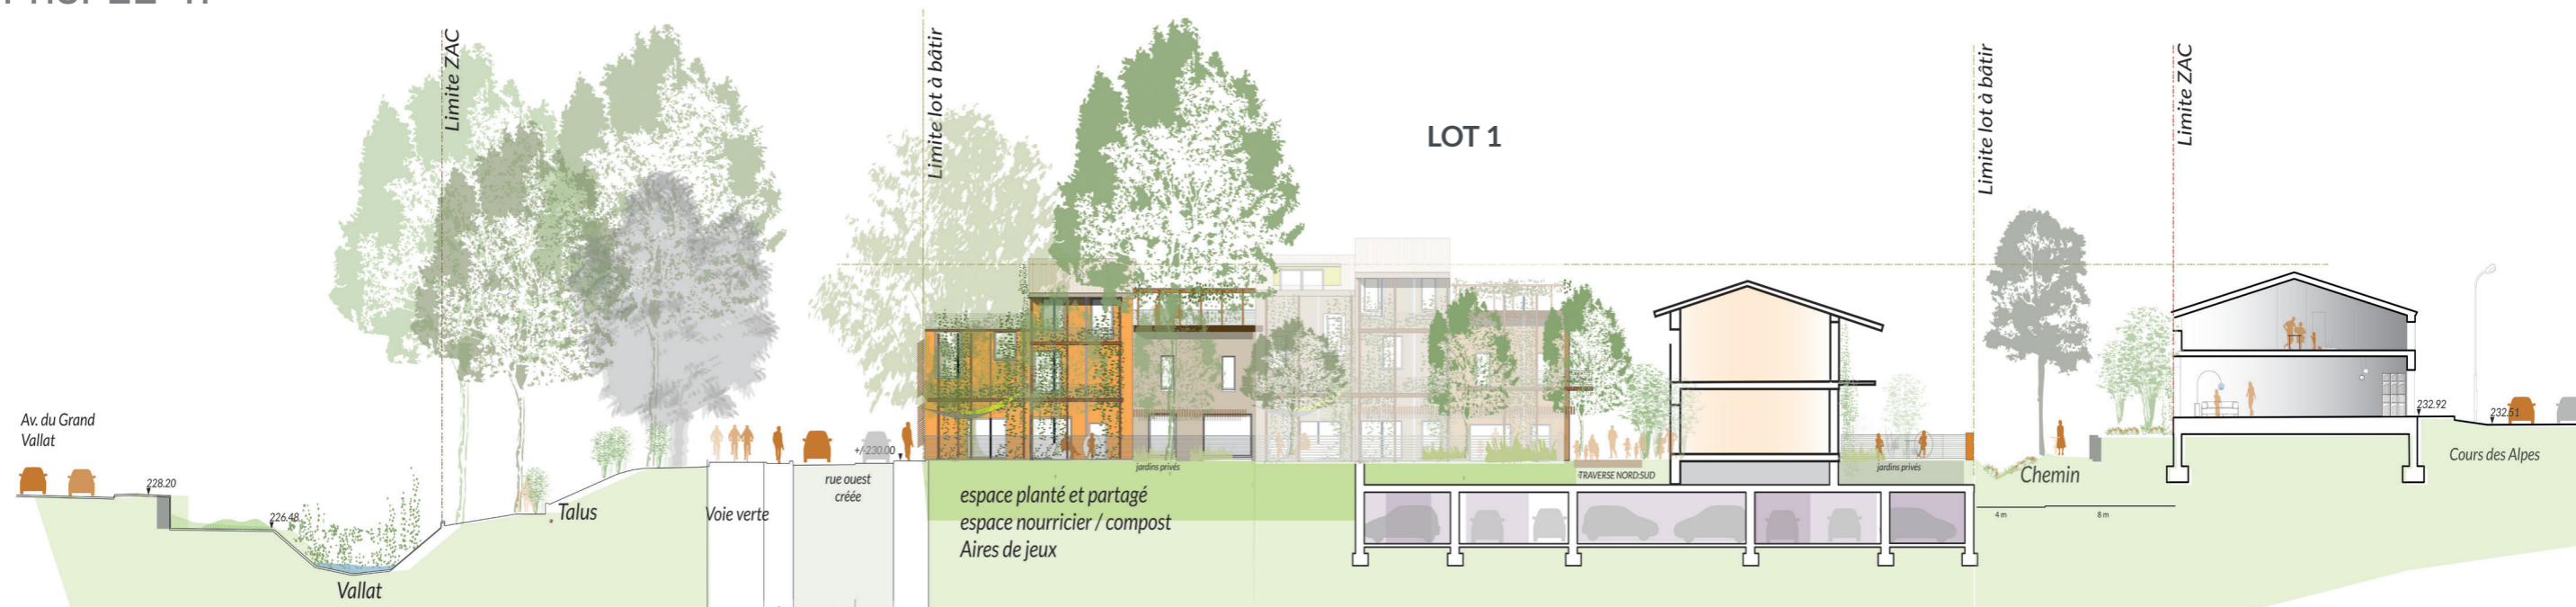 Limite ZAC
Limite lot à bâtir
LOT 1
Limite lot à bâtir
Limite ZAC
Av. du Grand
Vallat
228.20
226.48
Vallat
Talus
Voie verte
rue ouest
créée
+/-230.00
jardins privés
espace planté et partagé
espace nourricier / compost
Aires de jeux
TRAVERSE NORD-SUD
jardins privés
Chemin
4 m
8 m
232.92
232.51
Cours des Alpes